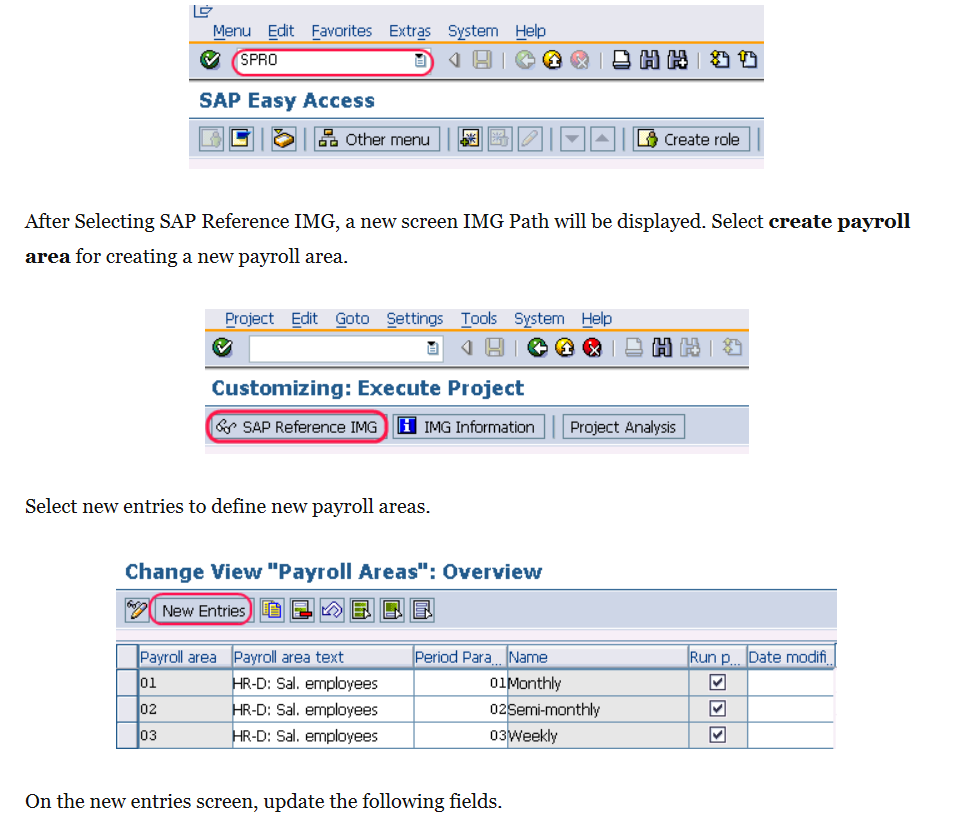 Menu Edit Favorites Extras System Help
SPRO
SAP Easy Access
Other menu Create role
After Selecting SAP Reference IMG, a new screen IMG Path will be displayed. Select create payroll
area for creating a new payroll area.
Project Edit Goto Settings Tools System Help
Customizing: Execute Project
SAP Reference IMG IMG Information Project Analysis
Select new entries to define new payroll areas.
Change View "Payroll Areas": Overview
New Entries
Payroll area Payroll area text Period Para... Name Run p... Date modifi...
01 HR-D: Sal. employees 01 Monthly
02 HR-D: Sal. employees 02 Semi-monthly
03 HR-D: Sal. employees 03 Weekly
On the new entries screen, update the following fields.